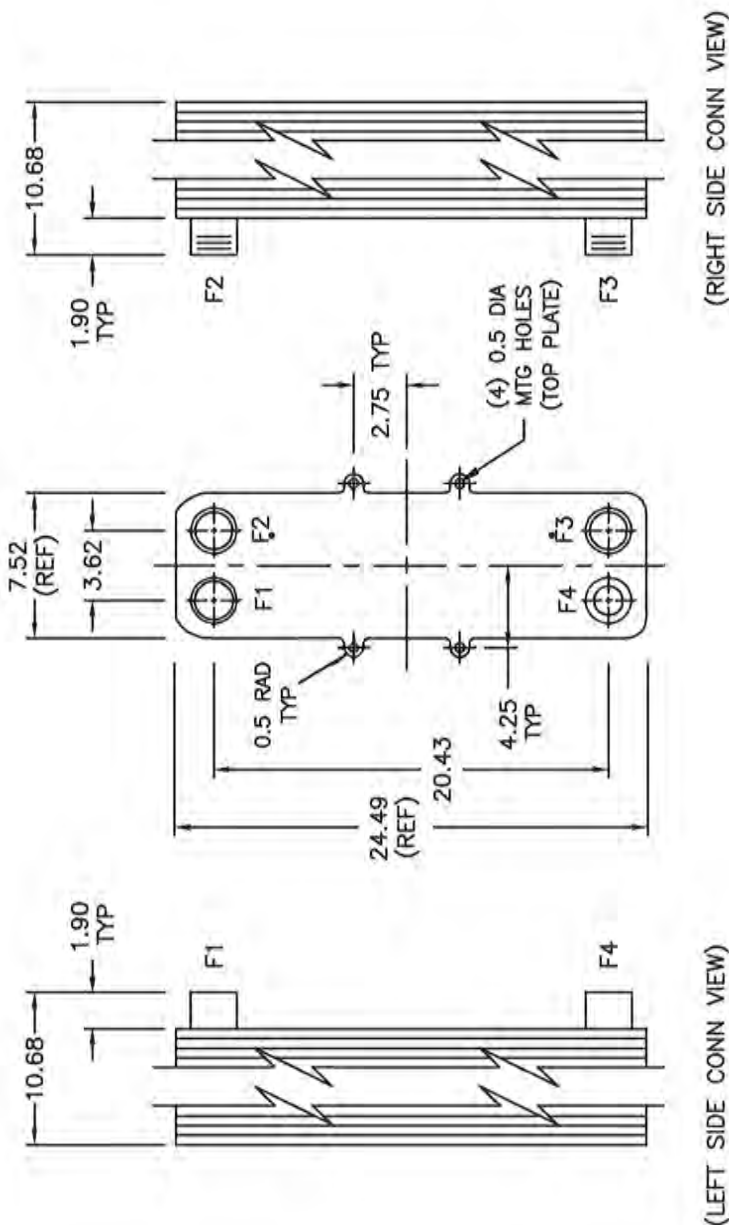 10.68
1.90
TYP
F1
F4
(LEFT SIDE CONN VIEW)
7.52
(REF)
3.62
F1
F2
F4
F3
0.5 RAD
TYP
2.75 TYP
(4) 0.5 DIA
MTG HOLES
(TOP PLATE)
4.25
TYP
20.43
24.49
(REF)
10.68
1.90
TYP
F2
F3
(RIGHT SIDE CONN VIEW)